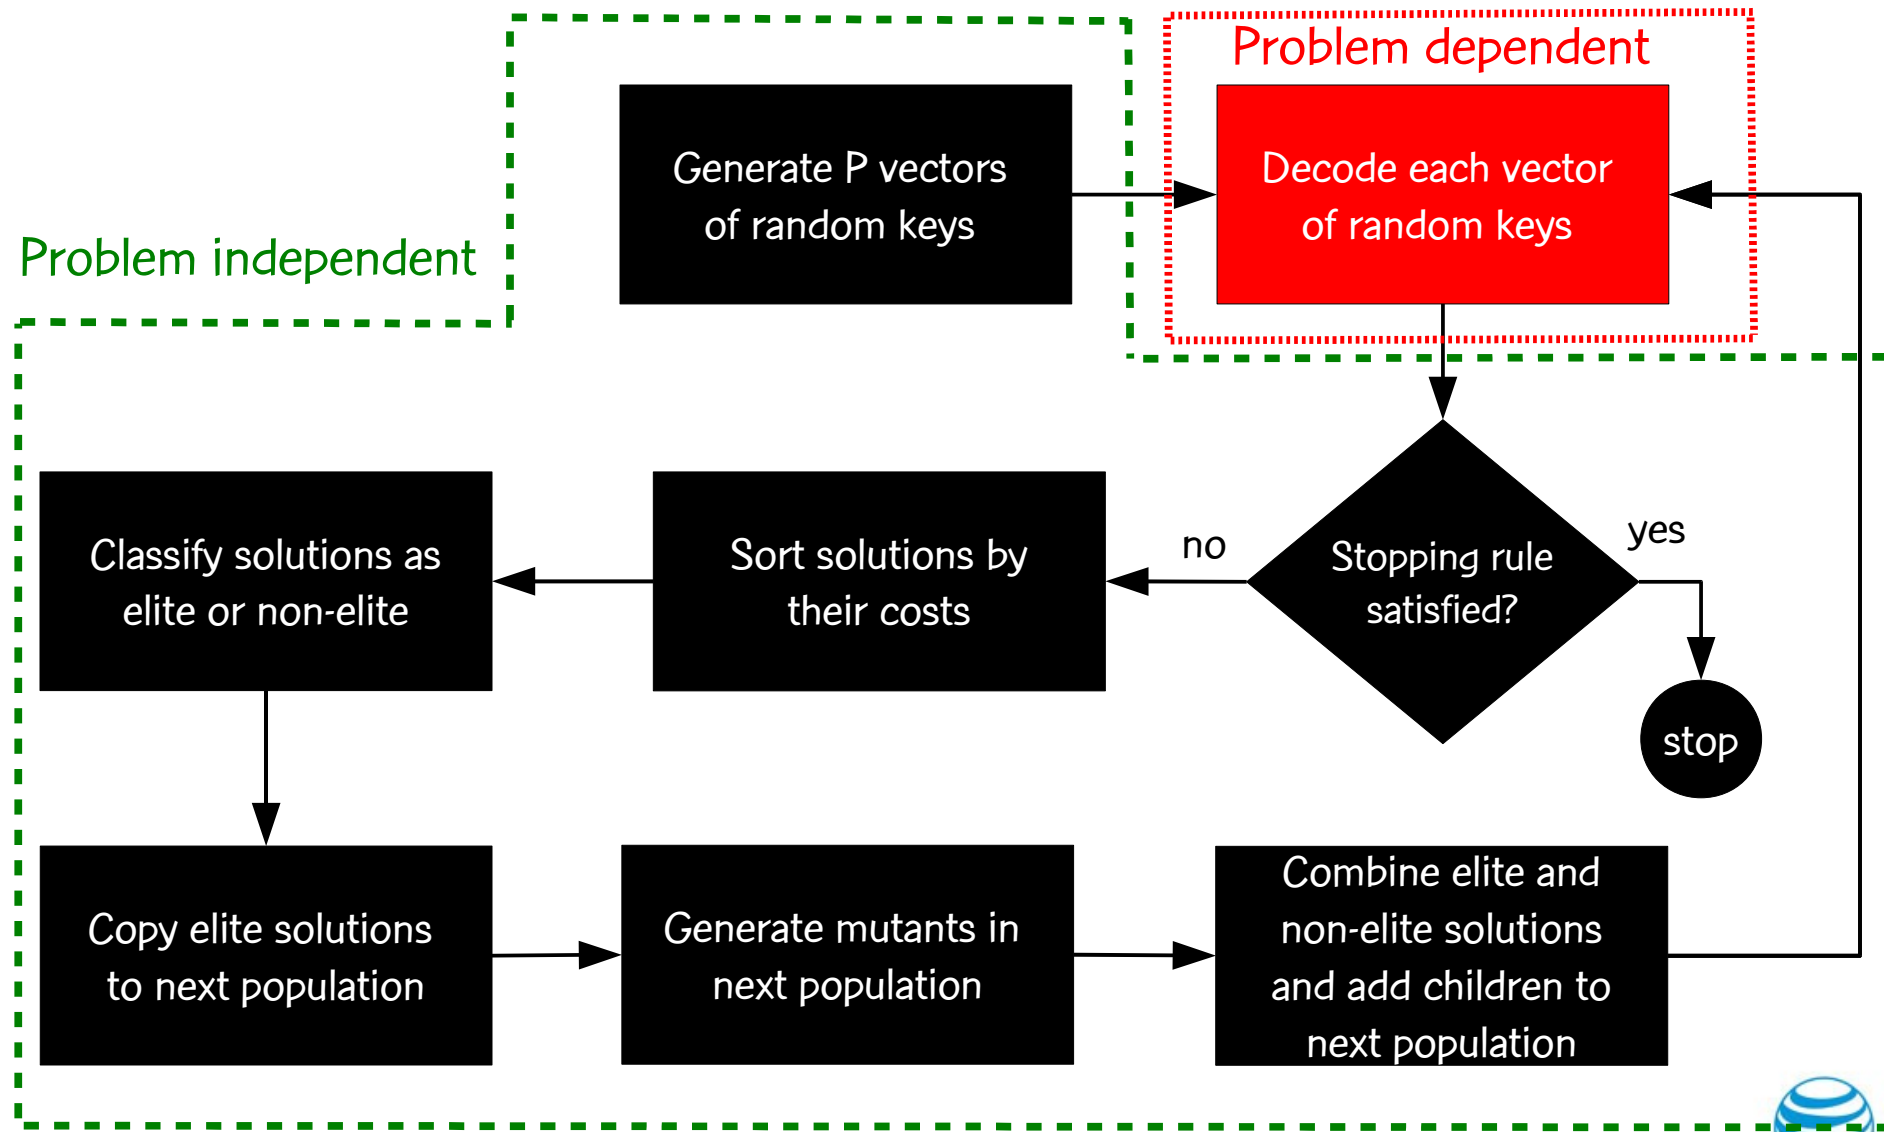 Problem dependent
Generate P vectors
of random keys
Decode each vector
of random keys
Problem independent
Classify solutions as
elite or non-elite
Sort solutions by
their costs
no
Stopping rule
satisfied?
yes
stop
Copy elite solutions
to next population
Generate mutants in
next population
Combine elite and
non-elite solutions
and add children to
next population